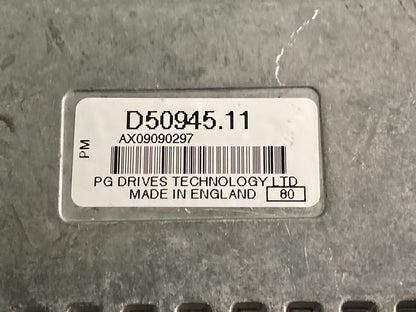 D50945.11
AX09090297
PM
PG DRIVES TECHNOLOGY LTD
MADE IN ENGLAND 80